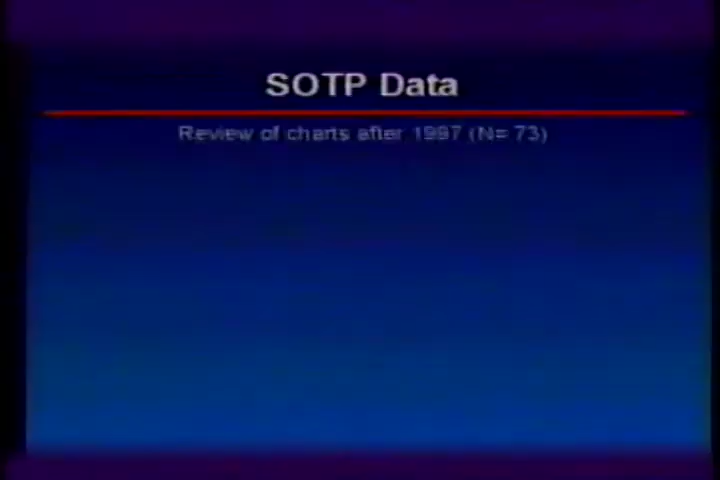 SOTP Data
Review of charts after 1997 (N= 73)